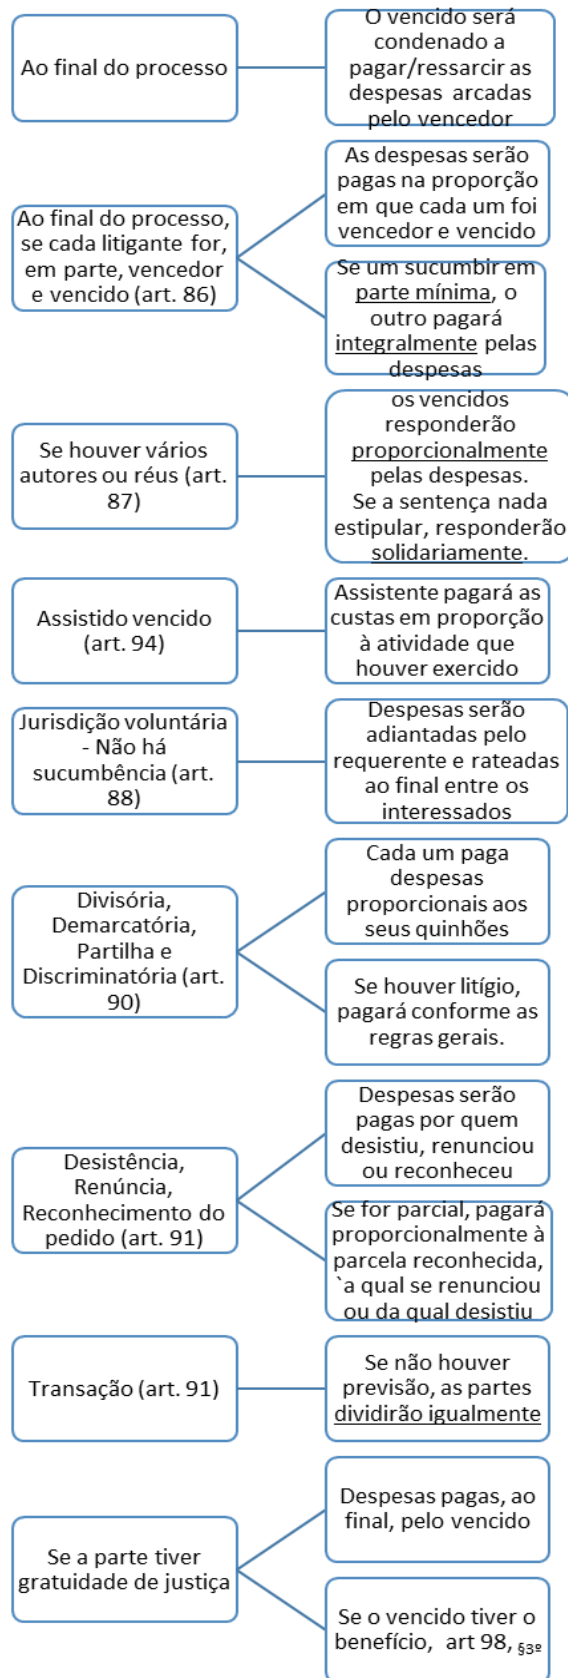 Ao final do processo
O vencido será
condenado a
pagar/ressarcir as
despesas arcadas
pelo vencedor
Ao final do processo,
se cada litigante for,
em parte, vencedor
e vencido (art. 86)
As despesas serão
pagas na proporção
em que cada um foi
vencedor e vencido
Se um sucumbir em
parte mínima, o
outro pagará
integralmente pelas
despesas
Se houver vários
autores ou réus (art.
87)
os vencidos
responderão
proporcionalmente
pelas despesas.
Se a sentença nada
estipular, responderão
solidariamente.
Assistido vencido
(art. 94)
Assistente pagará as
custas em proporção
à atividade que
houver exercido
Jurisdição voluntária
- Não há
sucumbência (art.
88)
Despesas serão
adiantadas pelo
requerente e rateadas
ao final entre os
interessados
Divisória,
Demarcatória,
Partilha e
Discriminatória (art.
90)
Cada um paga
despesas
proporcionais aos
seus quinhões
Se houver litígio,
pagará conforme as
regras gerais.
Desistência,
Renúncia,
Reconhecimento do
pedido (art. 91)
Despesas serão
pagas por quem
desistiu, renunciou
ou reconheceu
Se for parcial, pagará
proporcionalmente à
parcela reconhecida,
`a qual se renunciou
ou da qual desistiu
Transação (art. 91)
Se não houver
previsão, as partes
dividirão igualmente
Se a parte tiver
gratuidade de justiça
Despesas pagas, ao
final, pelo vencido
Se o vencido tiver o
benefício, art 98, §3º